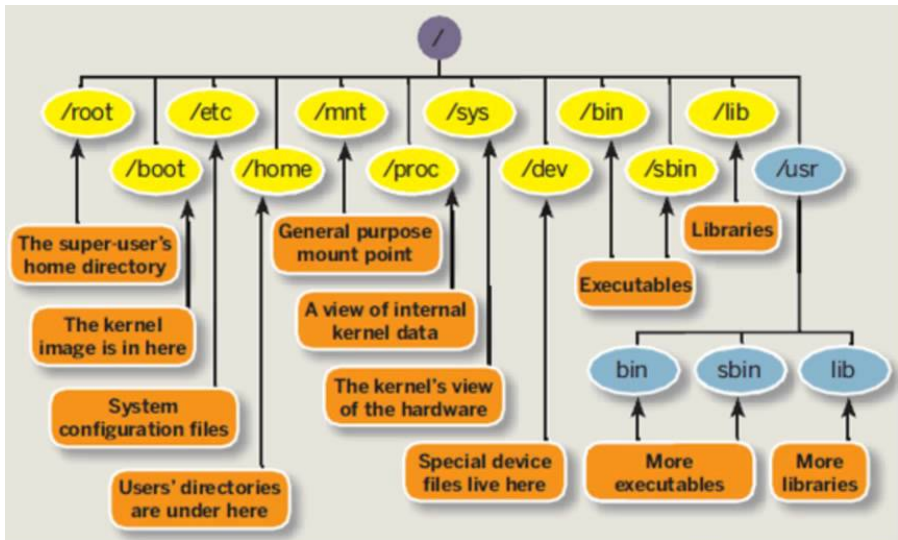 /
/root
/etc
/mnt
/sys
/bin
/lib
/boot
/home
/proc
/dev
/sbin
/usr
The super-user's
home directory
General purpose
mount point
Libraries
Executables
The kernel
image is in here
A view of internal
kernel data
The kernel's view
of the hardware
System
configuration files
bin
sbin
lib
Special device
files live here
More
executables
More
libraries
Users' directories
are under here